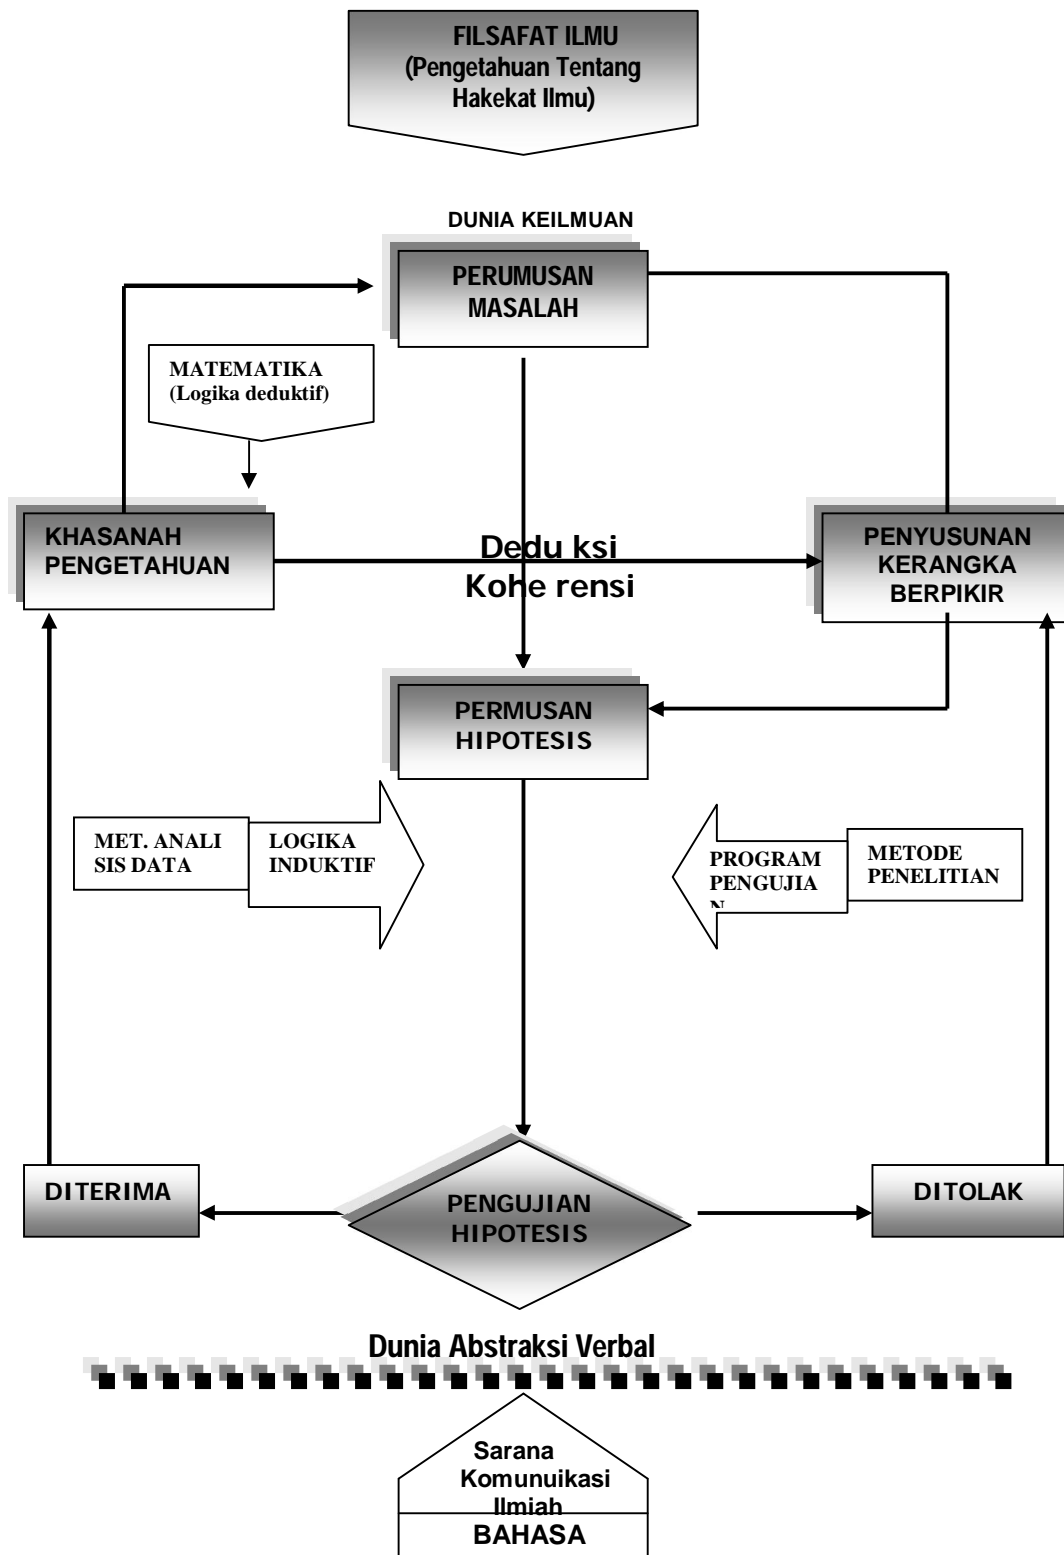 FILSAFAT ILMU
(Pengetahuan Tentang
Hakekat Ilmu)
DUNIA KEILMUAN
PERUMUSAN
MASALAH
MATEMATIKA
(Logika deduktif)
KHASANAH
PENGETAHUAN
Dedu ksi
Kohe rensi
PENYUSUNAN
KERANGKA
BERPIKIR
PERMUSAN
HIPOTESIS
MET. ANALI
SIS DATA
LOGIKA
INDUKTIF
PROGRAM
PENGUJIA
N
METODE
PENELITIAN
DITERIMA
PENGUJIAN
HIPOTESIS
DITOLAK
Dunia Abstraksi Verbal
Sarana
Komunuikasi
Ilmiah
BAHASA